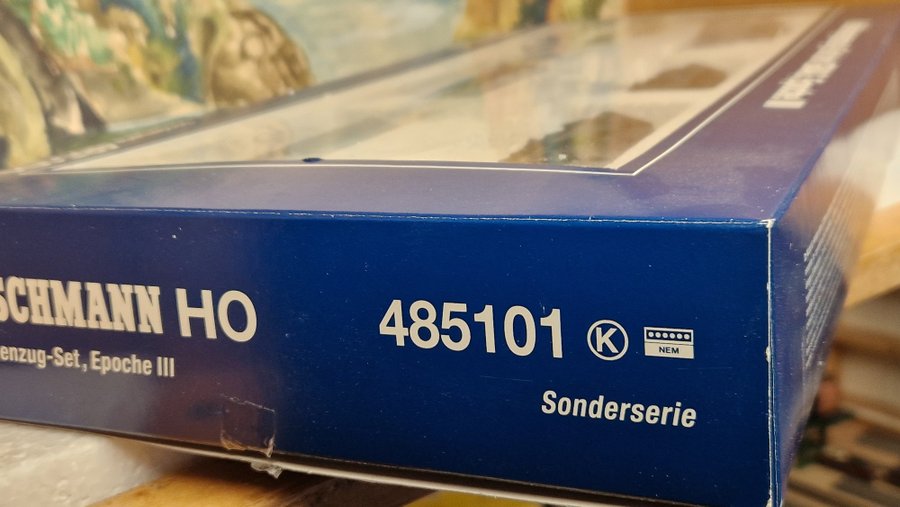 SCHMANN HO
enzug-Set, Epoche III
485101 K
NEM
Sonderserie